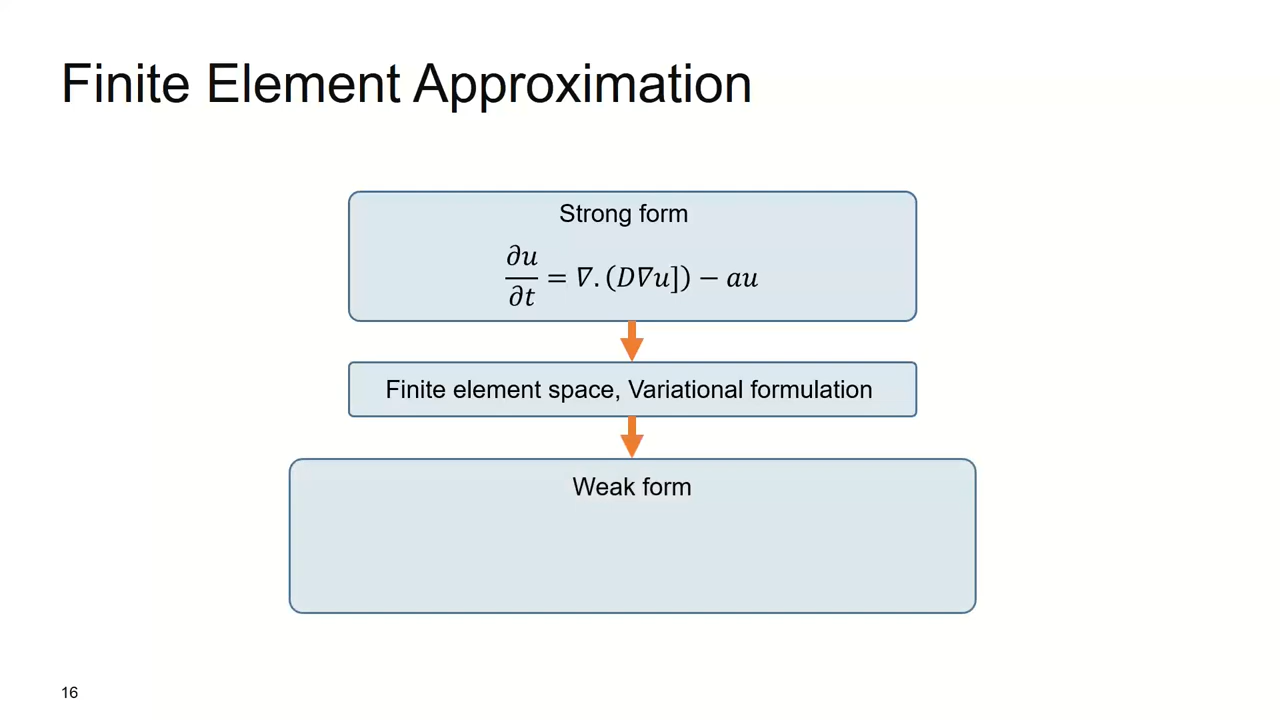 Finite Element Approximation
Strong form
∂u/∂t = ∇. (D∇u]) − au
Finite element space, Variational formulation
Weak form
16